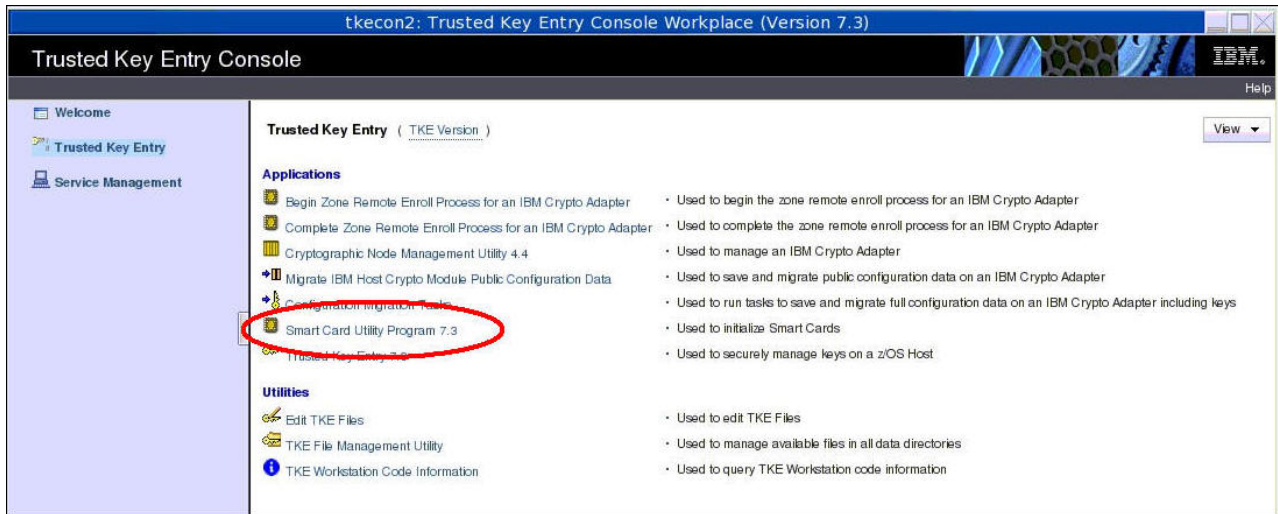 tkecon2: Trusted Key Entry Console Workplace (Version 7.3)
Trusted Key Entry Console
IBM.
Help
Welcome
Trusted Key Entry
Service Management
Trusted Key Entry ( TKE Version )
View
Applications
Begin Zone Remote Enroll Process for an IBM Crypto Adapter · Used to begin the zone remote enroll process for an IBM Crypto Adapter
Complete Zone Remote Enroll Process for an IBM Crypto Adapter · Used to complete the zone remote enroll process for an IBM Crypto Adapter
Cryptographic Node Management Utility 4.4 · Used to manage an IBM Crypto Adapter
Migrate IBM Host Crypto Module Public Configuration Data · Used to save and migrate public configuration data on an IBM Crypto Adapter
Configuration Migration Tasks · Used to run tasks to save and migrate full configuration data on an IBM Crypto Adapter including keys
Smart Card Utility Program 7.3 · Used to initialize Smart Cards
Trusted Key Entry · Used to securely manage keys on a z/OS Host
Utilities
Edit TKE Files · Used to edit TKE Files
TKE File Management Utility · Used to manage available files in all data directories
TKE Workstation Code Information · Used to query TKE Workstation code information